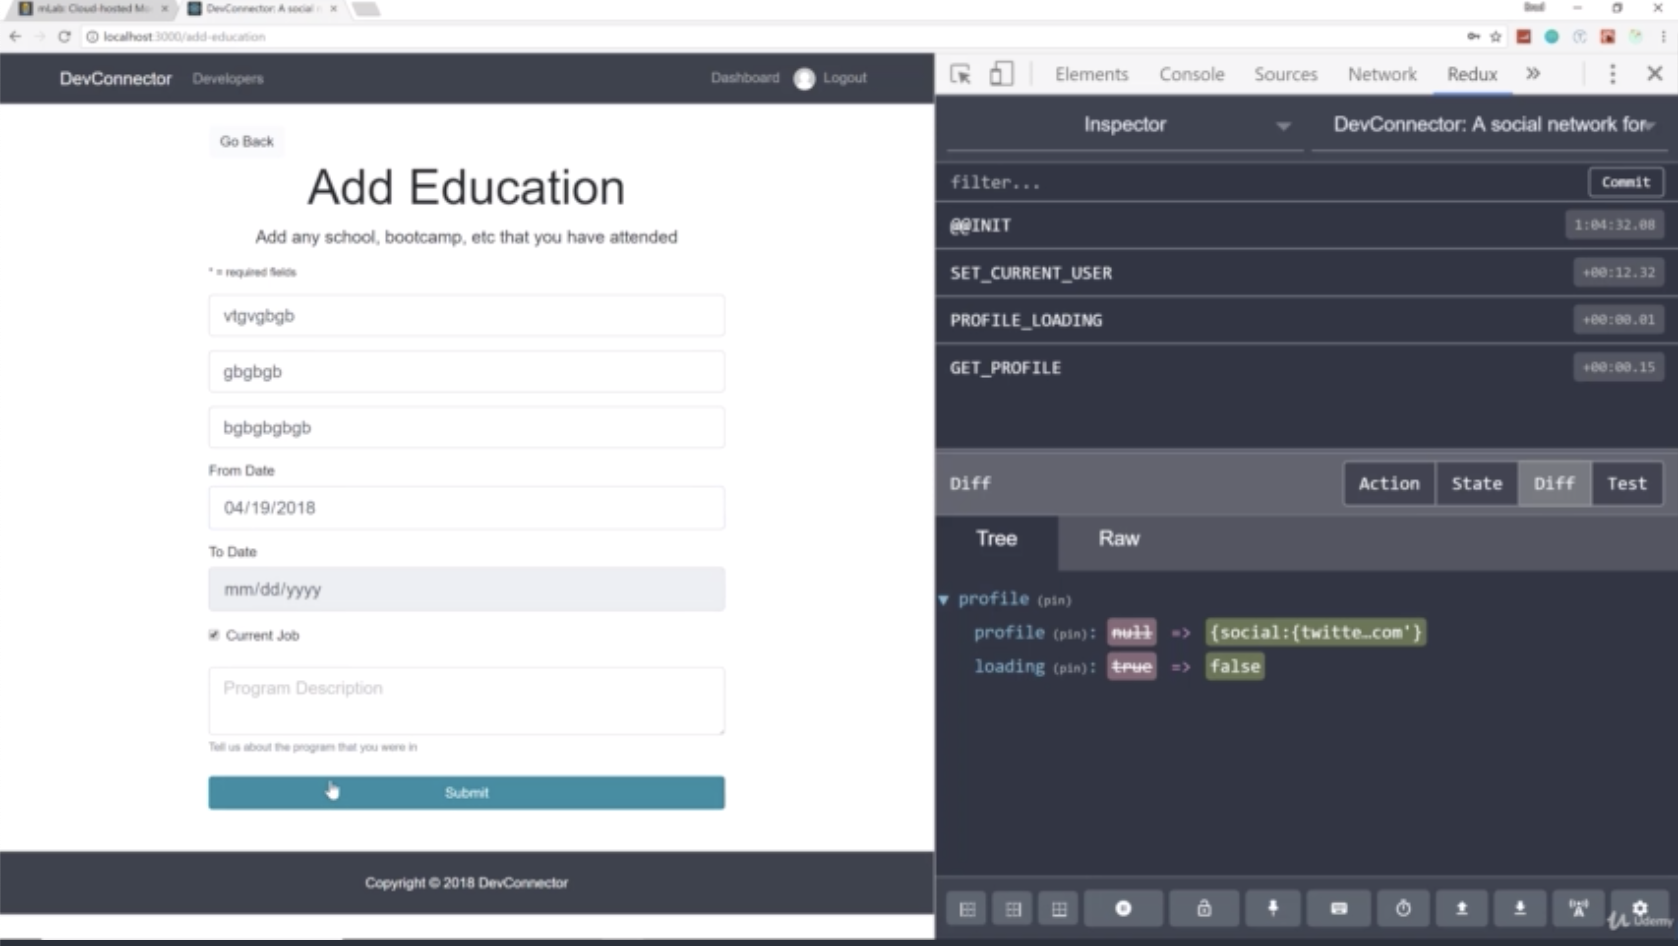 mLab: Cloud-hosted Mo
DevConnector: A social n
localhost:3000/add-education
DevConnector
Developers
Dashboard
Logout
Go Back
Add Education
Add any school, bootcamp, etc that you have attended
* = required fields
vtgvgbgb
gbgbgb
bgbgbgbgb
From Date
04/19/2018
To Date
mm/dd/yyyy
Current Job
Program Description
Tell us about the program that you were in
Submit
Copyright © 2018 DevConnector
Elements Console Sources Network Redux »
Inspector
DevConnector: A social network for
filter...
Commit
@@INIT 1:04:32.08
SET_CURRENT_USER +00:12.32
PROFILE_LOADING +00:00.01
GET_PROFILE +00:00.15
Diff
Action State Diff Test
Tree Raw
profile (pin)
profile (pin): null => {social:{twitte…com'}
loading (pin): true => false
Udemy